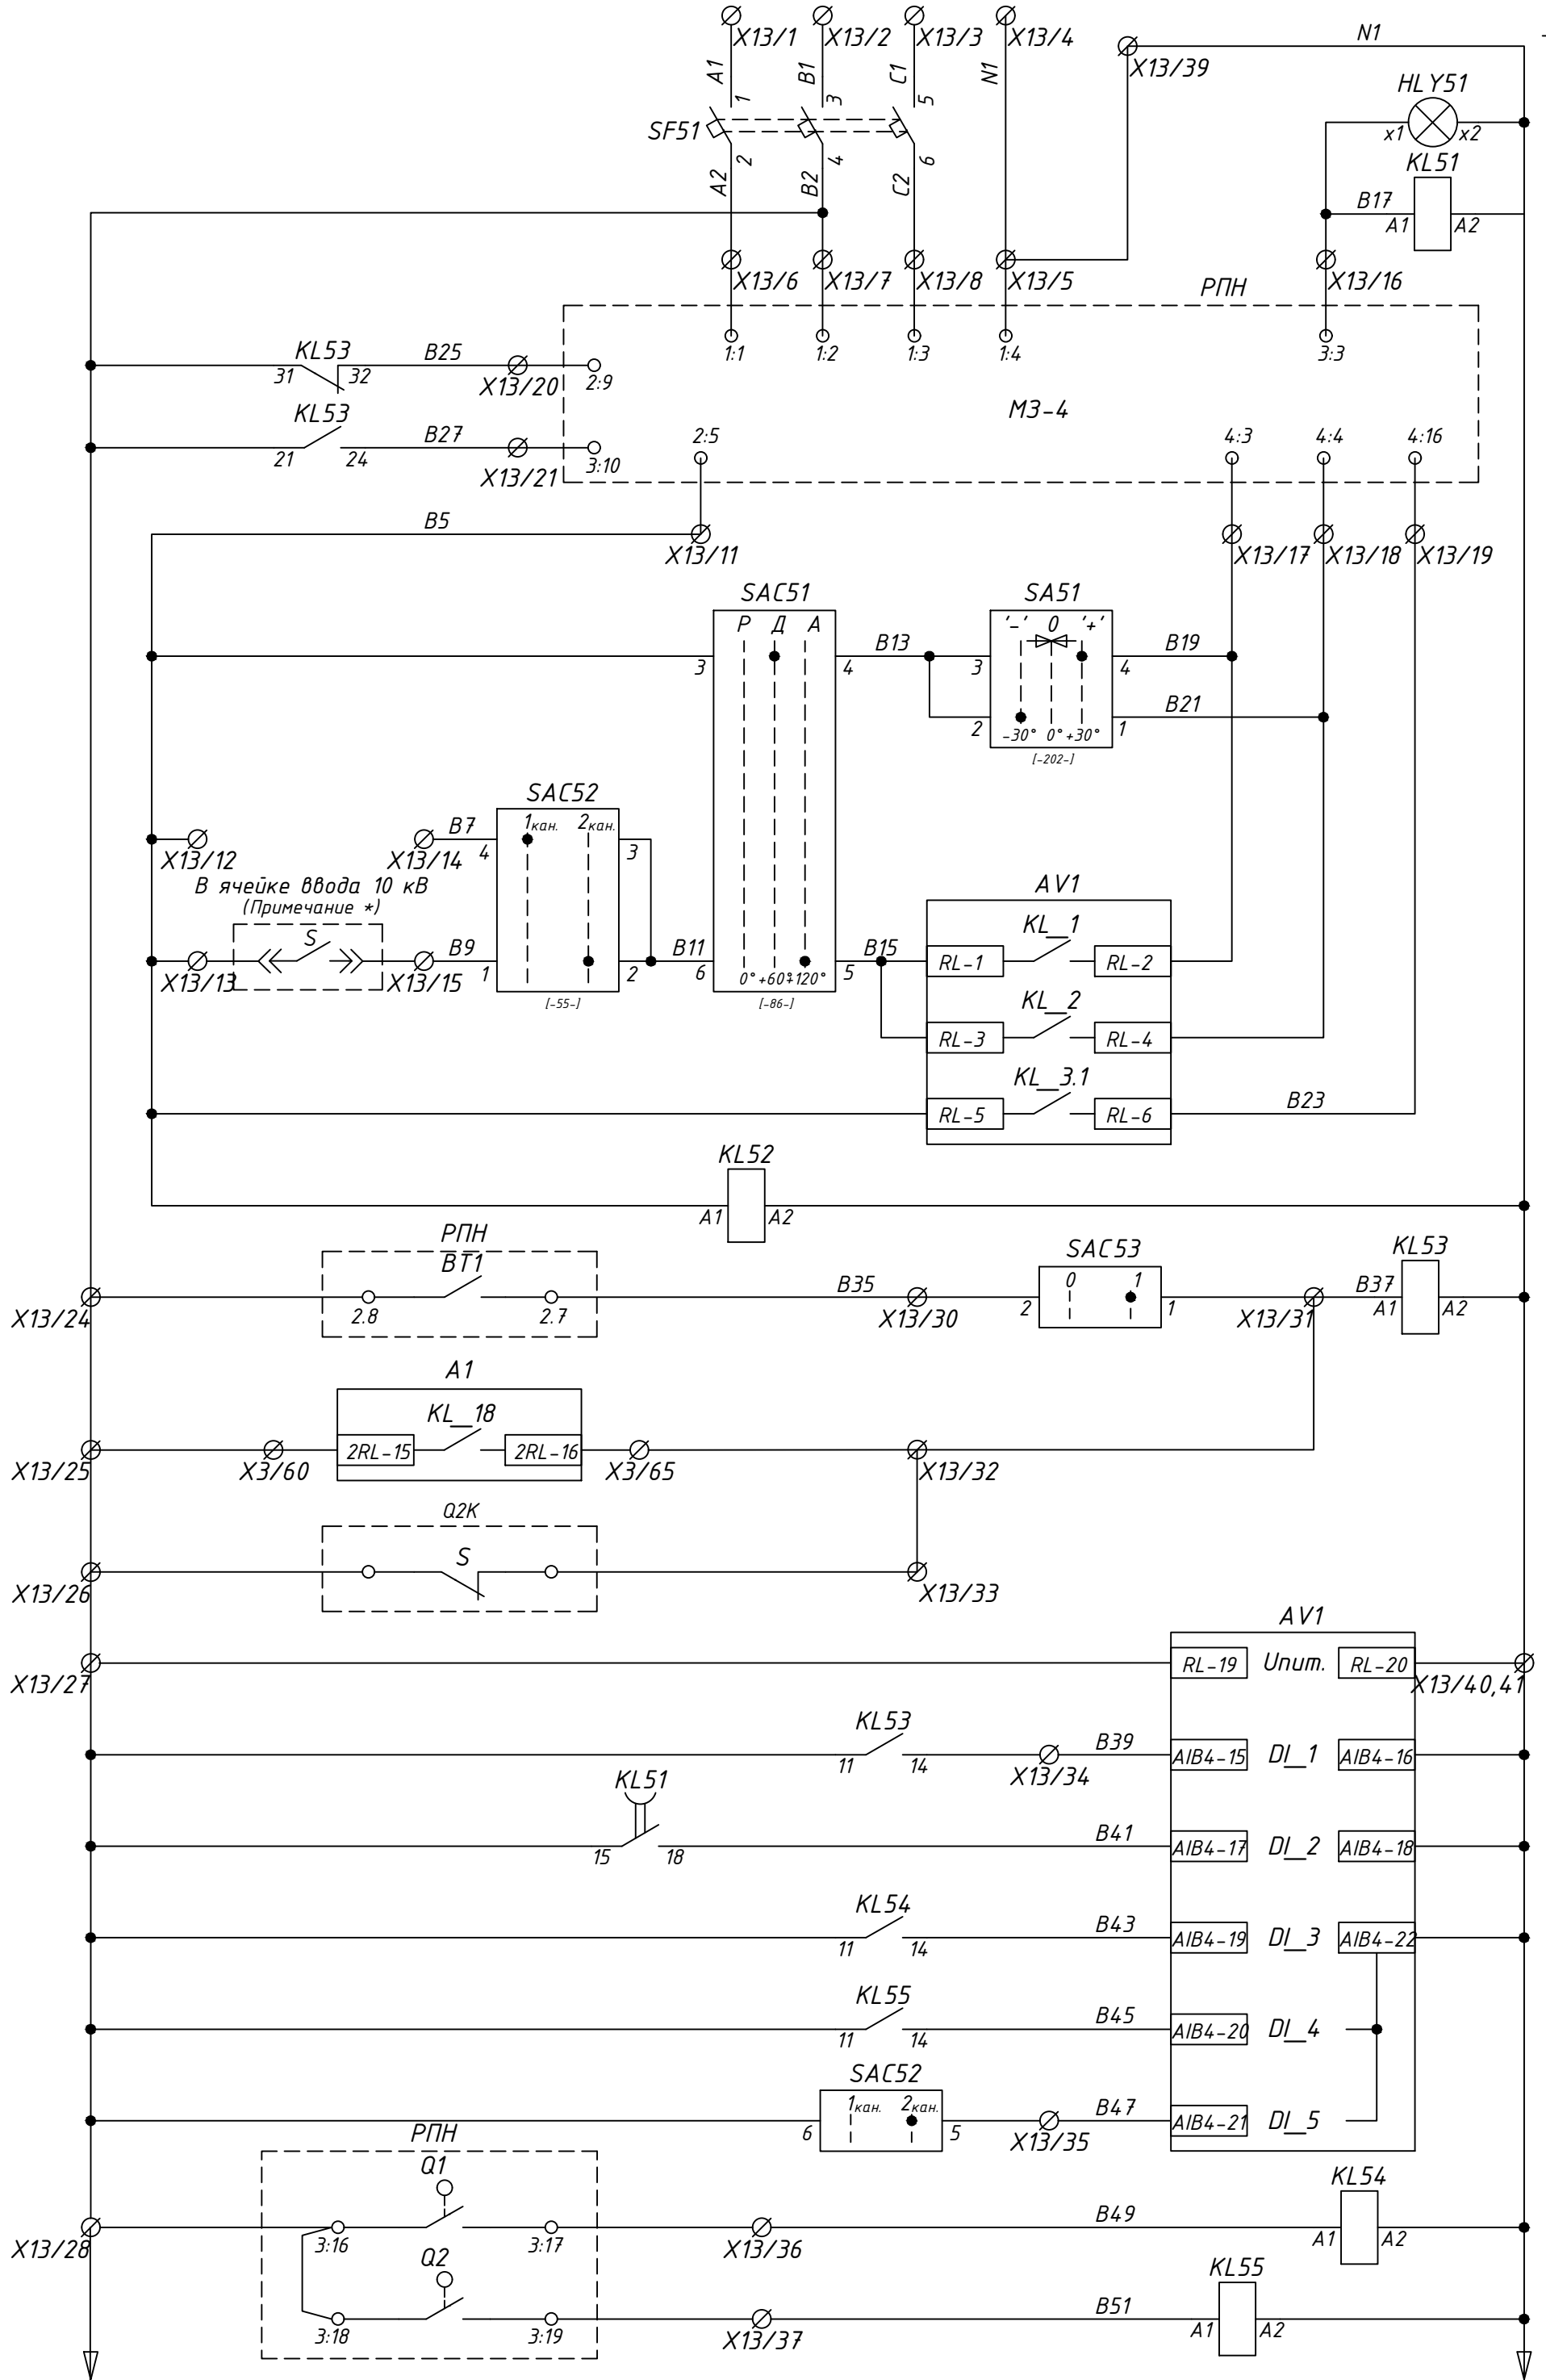 X13/1 X13/2 X13/3 X13/4 X13/39 N1
A1 B1 C1 N1
1 3 5
HLY51
x1 x2
SF51
2 4 6
A2 B2 C2
KL51
B17
A1 A2
X13/6 X13/7 X13/8 X13/5 X13/16
РПН
1:1 1:2 1:3 1:4 3:3
KL53 B25
31 32 X13/20 2:9
МЗ-4
KL53 B27
21 24 X13/21 3:10
2:5 4:3 4:4 4:16
B5
X13/11 X13/17 X13/18 X13/19
SAC51 SA51
Р Д А '-' 0 '+'
3 4 B13 3 4 B19
2 1 B21
-30° 0° +30°
[-202-]
SAC52
1кан. 2кан.
X13/12 X13/14 B7 4 3
В ячейке ввода 10 кВ
(Примечание *)
S
X13/13 X13/15 B9 1 2 B11 6 5 B15
0° +60° +120°
[-55-] [-86-]
AV1
KL_1
RL-1 RL-2
KL_2
RL-3 RL-4
KL_3.1
RL-5 RL-6 B23
KL52
A1 A2
РПН
BT1
X13/24 2.8 2.7 B35 X13/30
SAC53
0 1
2 1 X13/31 B37
KL53
A1 A2
A1
KL_18
X13/25 X3/60 2RL-15 2RL-16 X3/65 X13/32
Q2K
S
X13/26 X13/33
AV1
X13/27 RL-19 Uпит. RL-20 X13/40,41
KL53
11 14 X13/34 B39 AIB4-15 DI_1 AIB4-16
KL51
15 18 B41 AIB4-17 DI_2 AIB4-18
KL54
11 14 B43 AIB4-19 DI_3 AIB4-22
KL55
11 14 B45 AIB4-20 DI_4
SAC52
1кан. 2кан.
6 5 X13/35 B47 AIB4-21 DI_5
РПН
Q1
X13/28 3:16 3:17 X13/36 B49
KL54
A1 A2
Q2
3:18 3:19 X13/37 B51
KL55
A1 A2